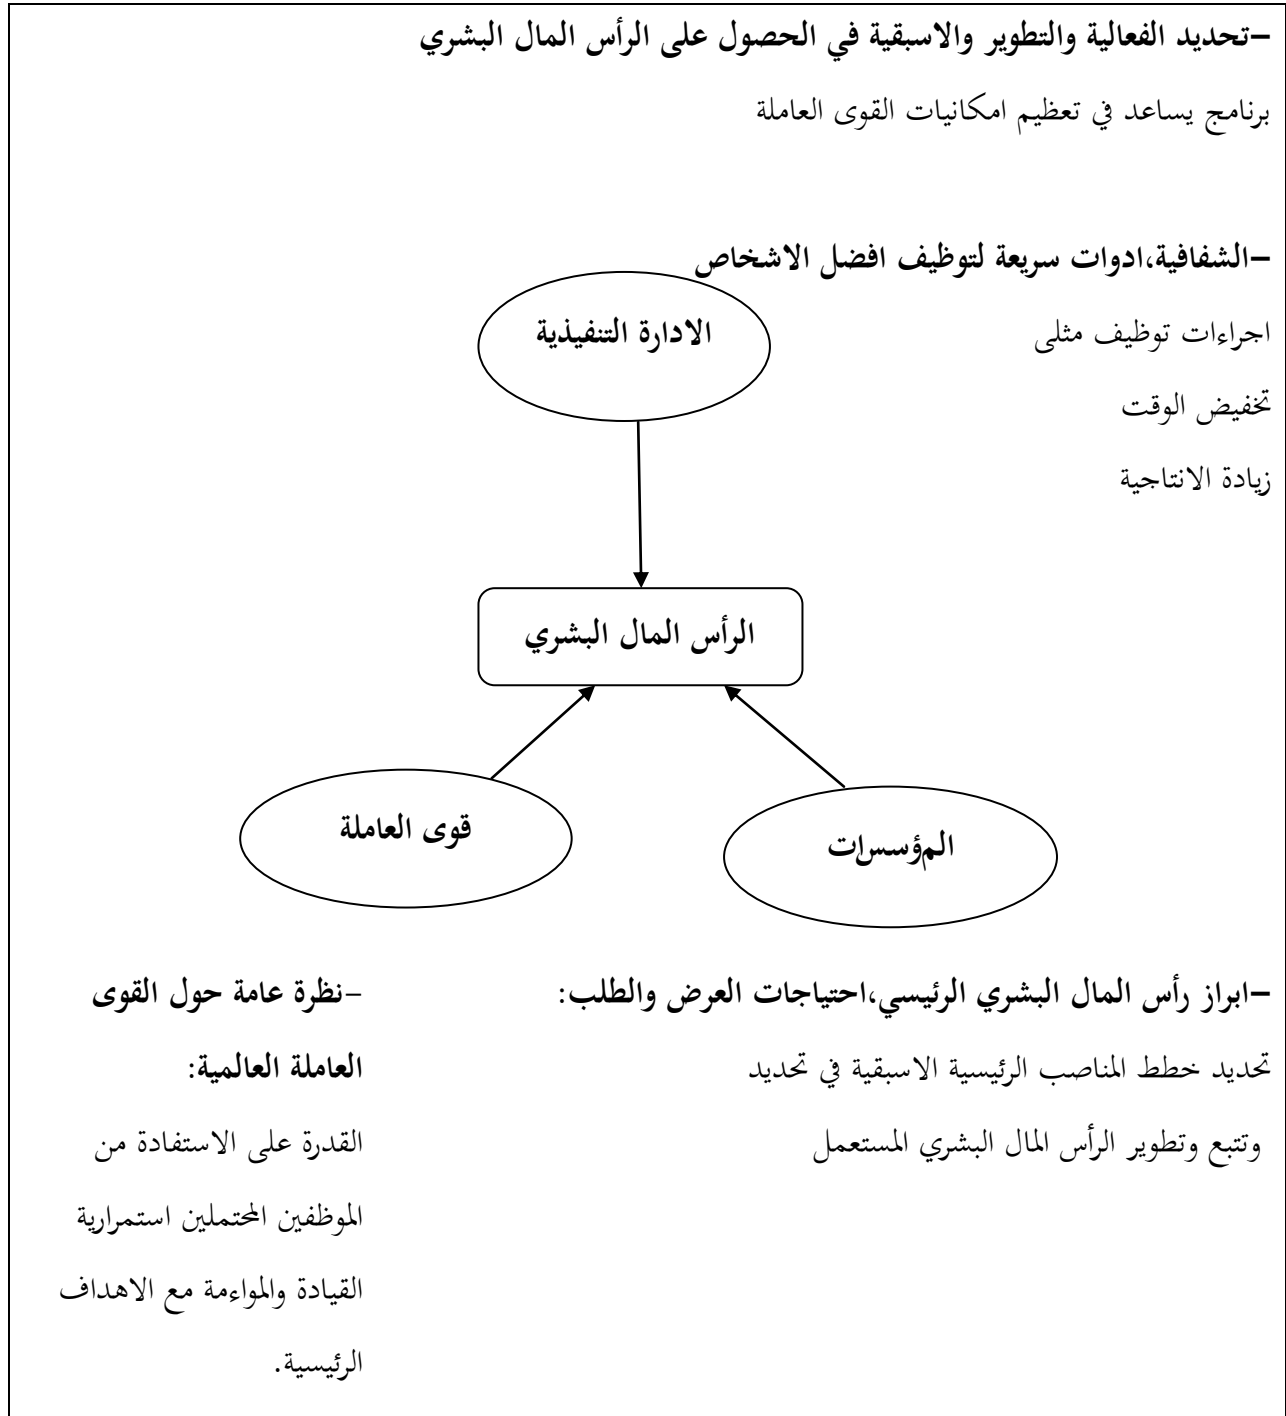 –تحديد الفعالية والتطوير والاسبقية في الحصول على الرأس المال البشري
برنامج يساعد في تعظيم امكانيات القوى العاملة
–الشفافية،ادوات سريعة لتوظيف افضل الاشخاص
الادارة التنفيذية
اجراءات توظيف مثلى
تخفيض الوقت
زيادة الانتاجية
الرأس المال البشري
قوى العاملة
المؤسسات
–ابراز رأس المال البشري الرئيسي،احتياجات العرض والطلب:
تحديد خطط المناصب الرئيسية الاسبقية في تحديد
وتتبع وتطوير الرأس المال البشري المستعمل
–نظرة عامة حول القوى
العاملة العالمية:
القدرة على الاستفادة من
الموظفين المحتملين استمرارية
القيادة والمواءمة مع الاهداف
الرئيسية.